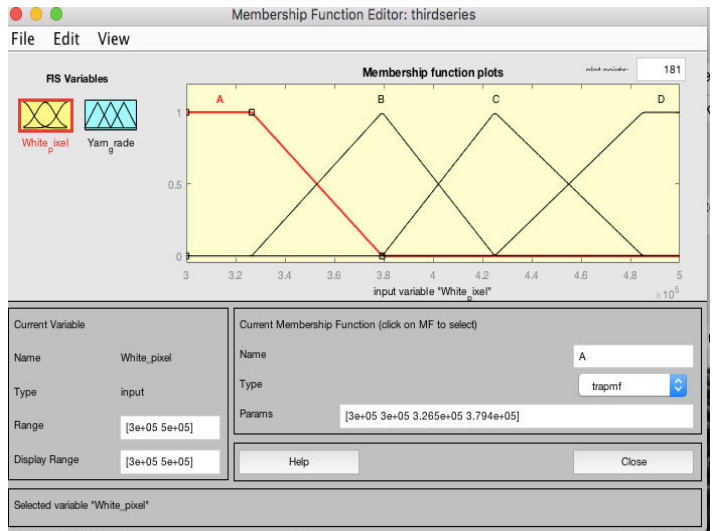 Membership Function Editor: thirdseries
File Edit View
FIS Variables
White_pixel
Yarn_grade
Membership function plots
plot points:
181
A
B
C
D
1
0.5
0
3 3.2 3.4 3.6 3.8 4 4.2 4.4 4.6 4.8 5
input variable "White_pixel"
×10^5
Current Variable
Name White_pixel
Type input
Range [3e+05 5e+05]
Display Range [3e+05 5e+05]
Current Membership Function (click on MF to select)
Name A
Type trapmf
Params [3e+05 3e+05 3.265e+05 3.794e+05]
Help Close
Selected variable "White_pixel"